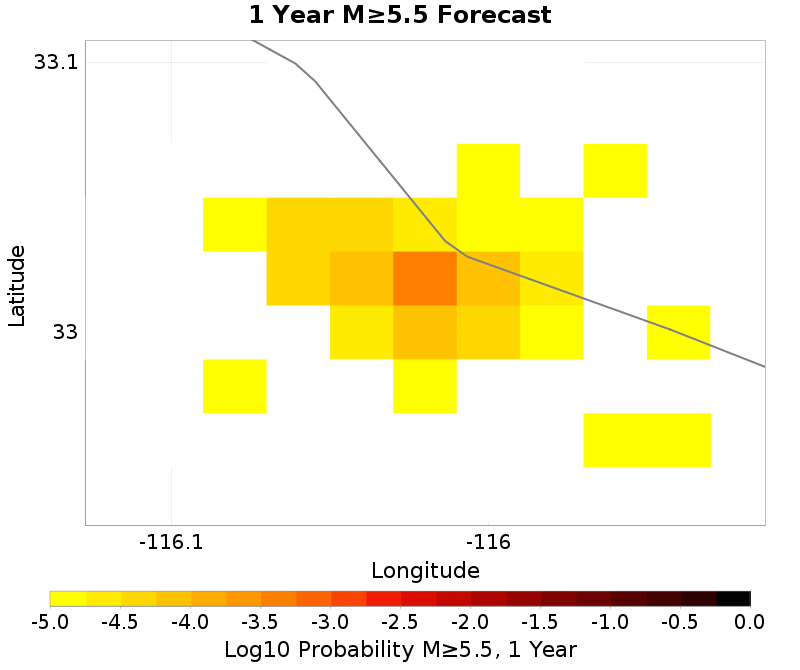 1 Year M≥5.5 Forecast
33.1
33
Latitude
-116.1 -116
Longitude
-5.0 -4.5 -4.0 -3.5 -3.0 -2.5 -2.0 -1.5 -1.0 -0.5 0.0
Log10 Probability M≥5.5, 1 Year